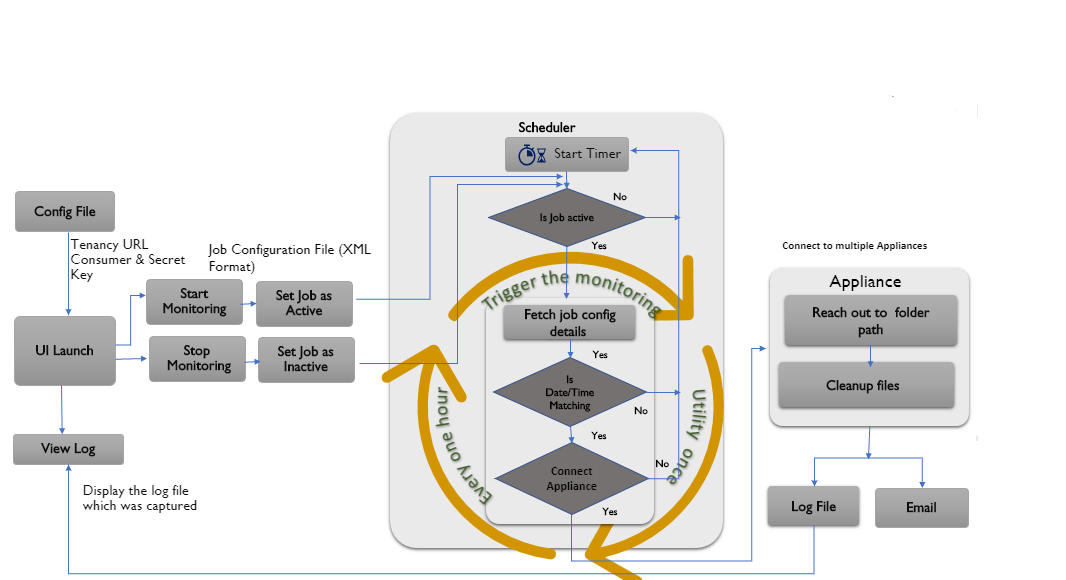 Scheduler
Start Timer
No
Is Job active
Yes
Config File
Tenancy URL
Consumer & Secret
Key
Job Configuration File (XML
Format)
Start
Monitoring
Set Job as
Active
UI Launch
Stop
Monitoring
Set Job as
Inactive
View Log
Display the log file
which was captured
Trigger the monitoring
Utility once
Every one hour
Fetch job config
details
Yes
Is
Date/Time
Matching
No
Yes
Connect
Appliance
No
Yes
Connect to multiple Appliances
Appliance
Reach out to folder
path
Cleanup files
Log File
Email